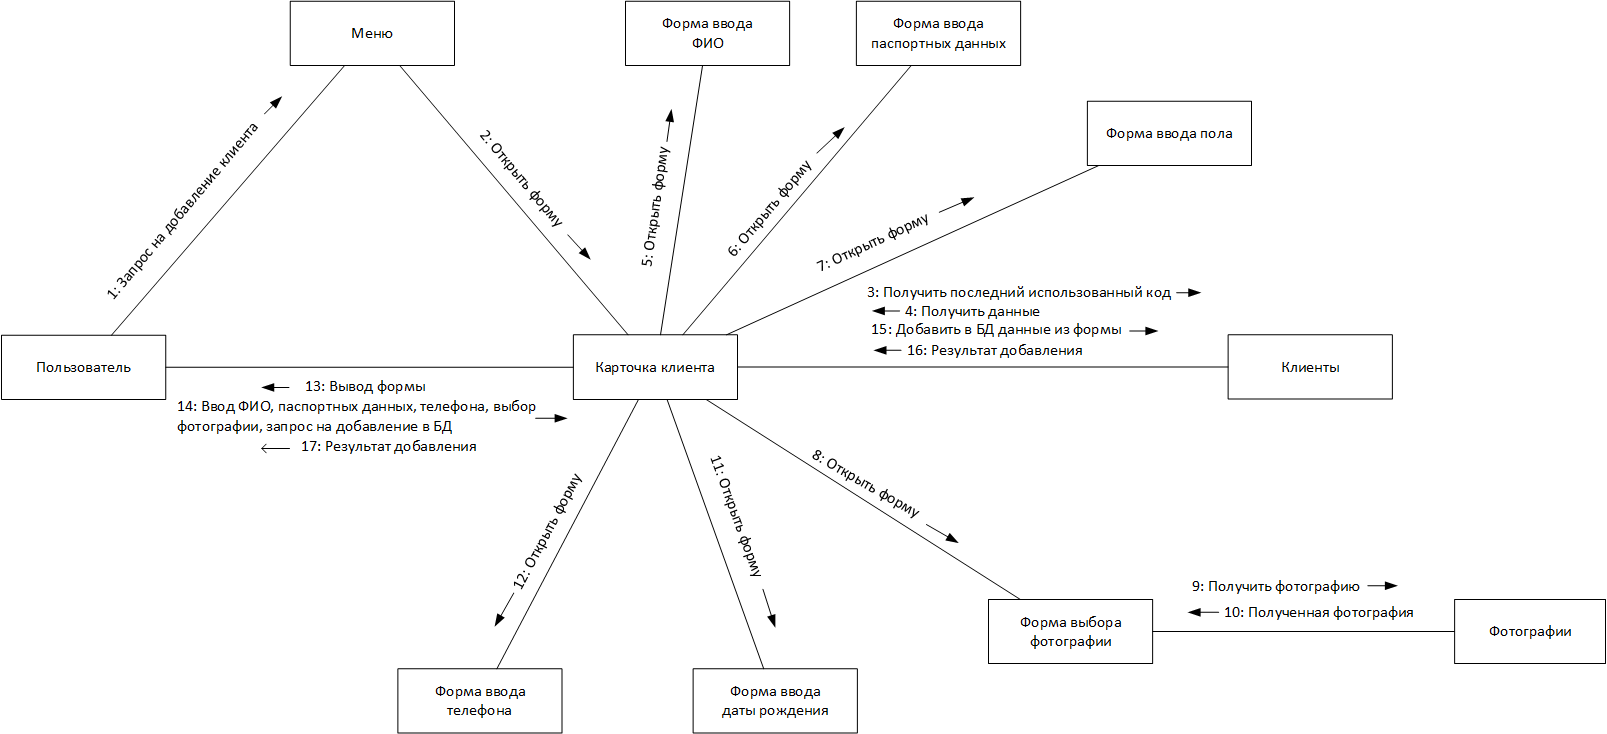 Меню
Форма ввода
ФИО
Форма ввода
паспортных данных
Форма ввода пола
1: Запрос на добавление клиента
2: Открыть форму
5: Открыть форму
6: Открыть форму
7: Открыть форму
3: Получить последний использованный код
4: Получить данные
15: Добавить в БД данные из формы
16: Результат добавления
Пользователь
Карточка клиента
Клиенты
13: Вывод формы
14: Ввод ФИО, паспортных данных, телефона, выбор
фотографии, запрос на добавление в БД
17: Результат добавления
12: Открыть форму
11: Открыть форму
8: Открыть форму
9: Получить фотографию
10: Полученная фотография
Форма выбора
фотографии
Фотографии
Форма ввода
телефона
Форма ввода
даты рождения